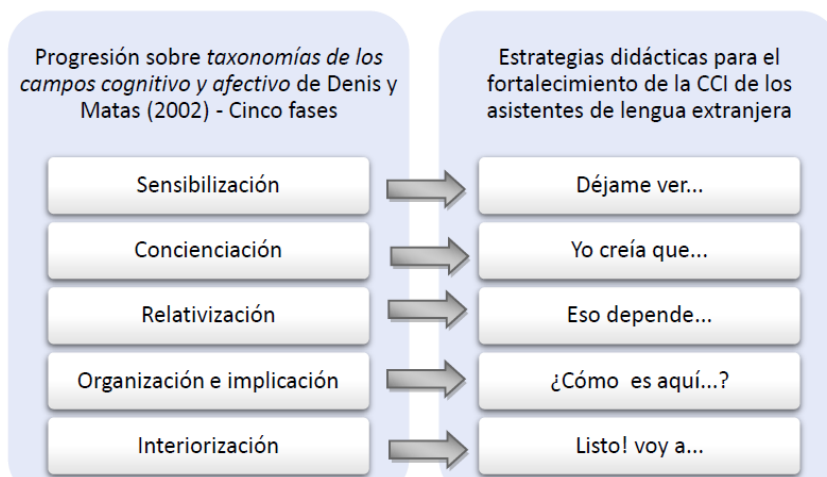 Progresión sobre taxonomías de los
campos cognitivo y afectivo de Denis y
Matas (2002) - Cinco fases
Estrategias didácticas para el
fortalecimiento de la CCI de los
asistentes de lengua extranjera
Sensibilización
Déjame ver...
Concienciación
Yo creía que...
Relativización
Eso depende...
Organización e implicación
¿Cómo es aquí...?
Interiorización
Listo! voy a...